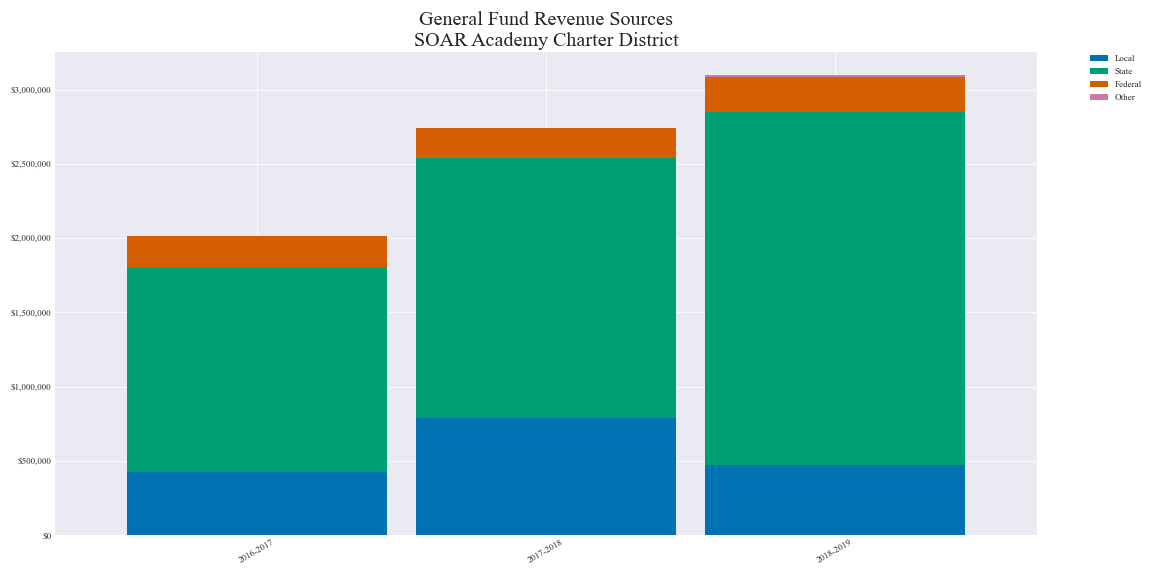 General Fund Revenue Sources
SOAR Academy Charter District
Local
State
Federal
Other
$3,000,000
$2,500,000
$2,000,000
$1,500,000
$1,000,000
$500,000
$0
2016-2017
2017-2018
2018-2019